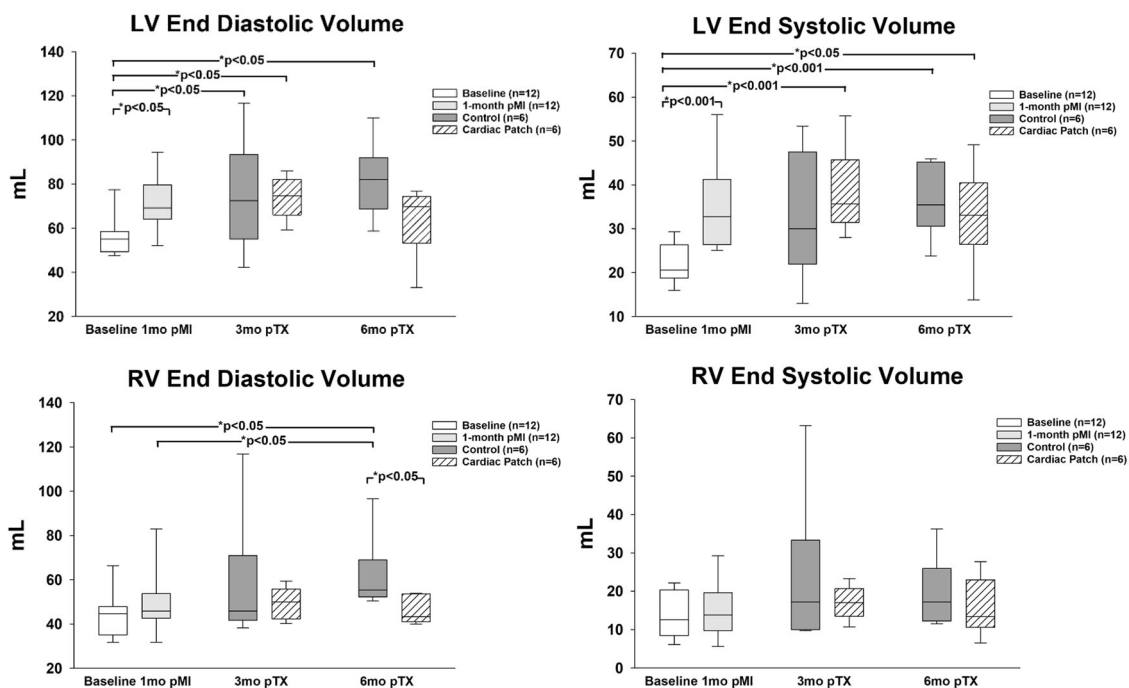 LV End Diastolic Volume
140
120
100
80
60
40
20
mL
*p<0.05
*p<0.05
*p<0.05
*p<0.05
Baseline (n=12)
1-month pMI (n=12)
Control (n=6)
Cardiac Patch (n=6)
Baseline 1mo pMI
3mo pTX
6mo pTX
LV End Systolic Volume
70
60
50
40
30
20
10
mL
*p<0.05
*p<0.001
*p<0.001
*p<0.001
Baseline (n=12)
1-month pMI (n=12)
Control (n=6)
Cardiac Patch (n=6)
Baseline 1mo pMI
3mo pTX
6mo pTX
RV End Diastolic Volume
140
120
100
80
60
40
20
mL
*p<0.05
*p<0.05
*p<0.05
Baseline (n=12)
1-month pMI (n=12)
Control (n=6)
Cardiac Patch (n=6)
Baseline 1mo pMI
3mo pTX
6mo pTX
RV End Systolic Volume
70
60
50
40
30
20
10
0
mL
Baseline (n=12)
1-month pMI (n=12)
Control (n=6)
Cardiac Patch (n=6)
Baseline 1mo pMI
3mo pTX
6mo pTX